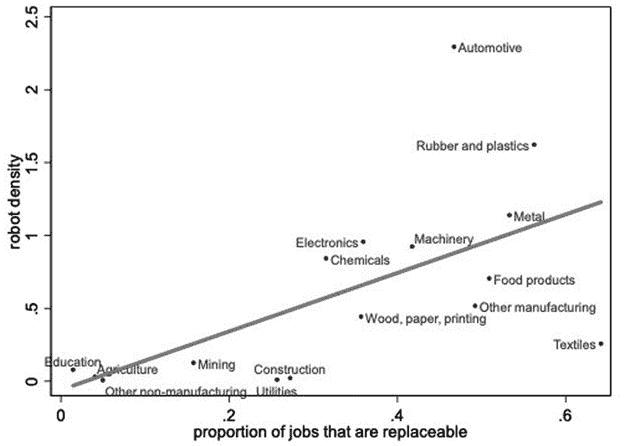 2.5
2
1.5
1
.5
0
robot density
Automotive
Rubber and plastics
Metal
Electronics
Machinery
Chemicals
Food products
Other manufacturing
Wood, paper, printing
Textiles
Education
Agriculture
Mining
Construction
Other non-manufacturing
Utilities
0 .2 .4 .6
proportion of jobs that are replaceable